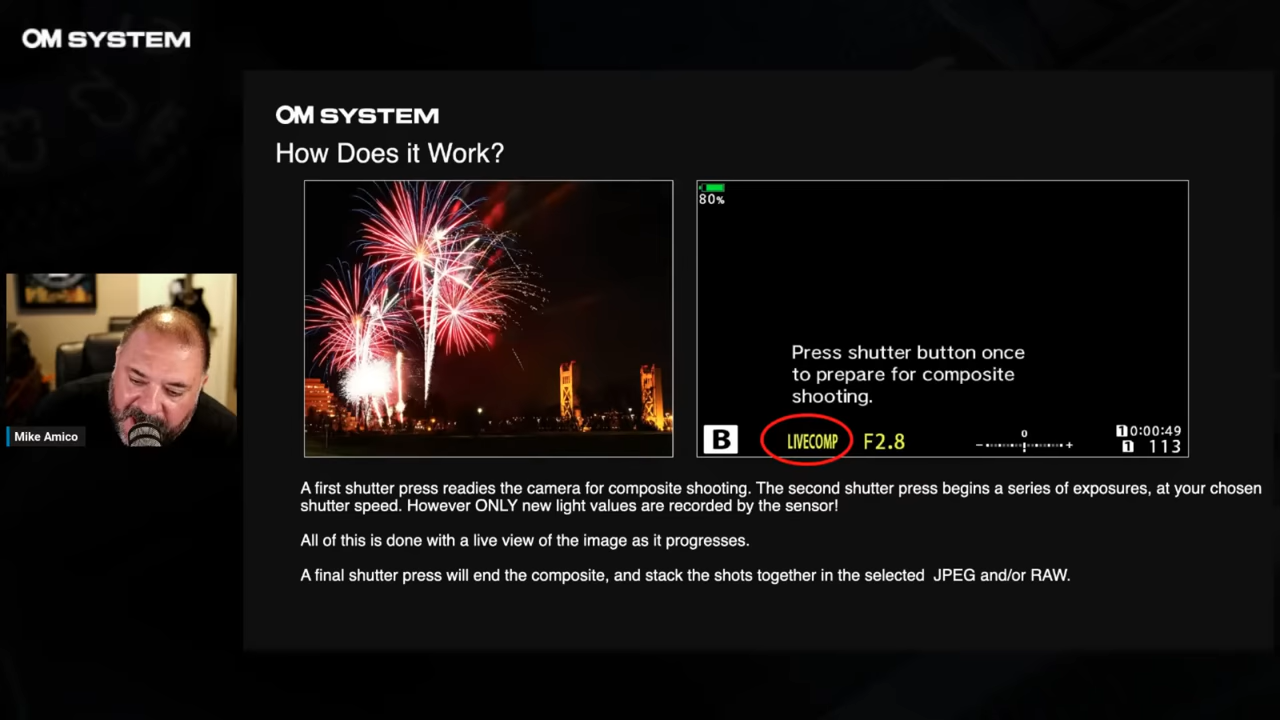 OM SYSTEM
OM SYSTEM
How Does it Work?
80%
Press shutter button once
to prepare for composite
shooting.
B LIVECOMP F2.8 - 0 + 1 0:00:49
1 113
Mike Amico
A first shutter press readies the camera for composite shooting. The second shutter press begins a series of exposures, at your chosen
shutter speed. However ONLY new light values are recorded by the sensor!
All of this is done with a live view of the image as it progresses.
A final shutter press will end the composite, and stack the shots together in the selected JPEG and/or RAW.